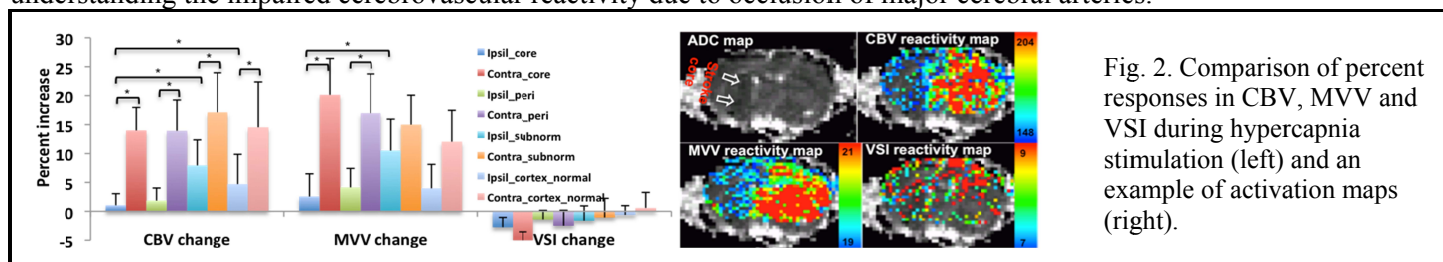 understanding the impaired cerebrovascular reactivity due to occlusion of major cerebral arteries.
30
25
20
15
10
5
0
-5
Percent increase
* * * * * * *
* * * *
Ipsil_core
Contra_core
Ipsil_peri
Contra_peri
Ipsil_subnorm
Contra_subnorm
Ipsil_cortex_normal
Contra_cortex_normal
CBV change
MVV change
VSI change
ADC map
Stroke
core
CBV reactivity map
204
148
MVV reactivity map
21
19
VSI reactivity map
9
7
Fig. 2. Comparison of percent
responses in CBV, MVV and
VSI during hypercapnia
stimulation (left) and an
example of activation maps
(right).